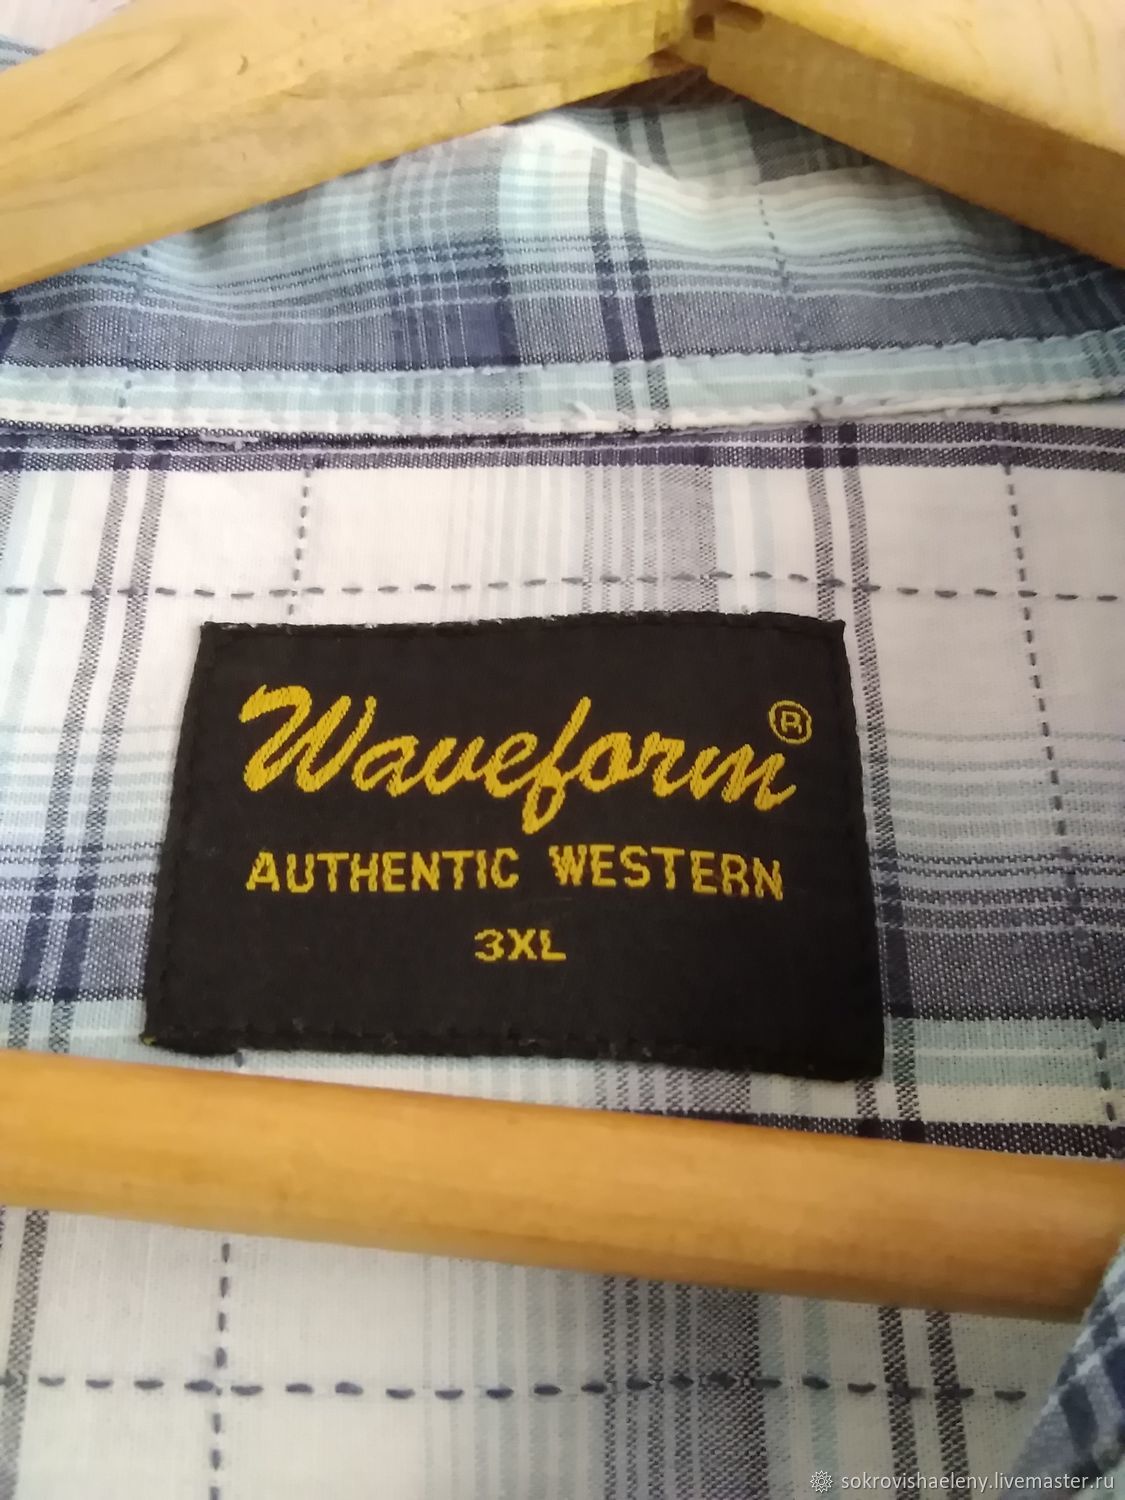 Waveform®
AUTHENTIC WESTERN
3XL
sokrovishaeleny.livemaster.ru